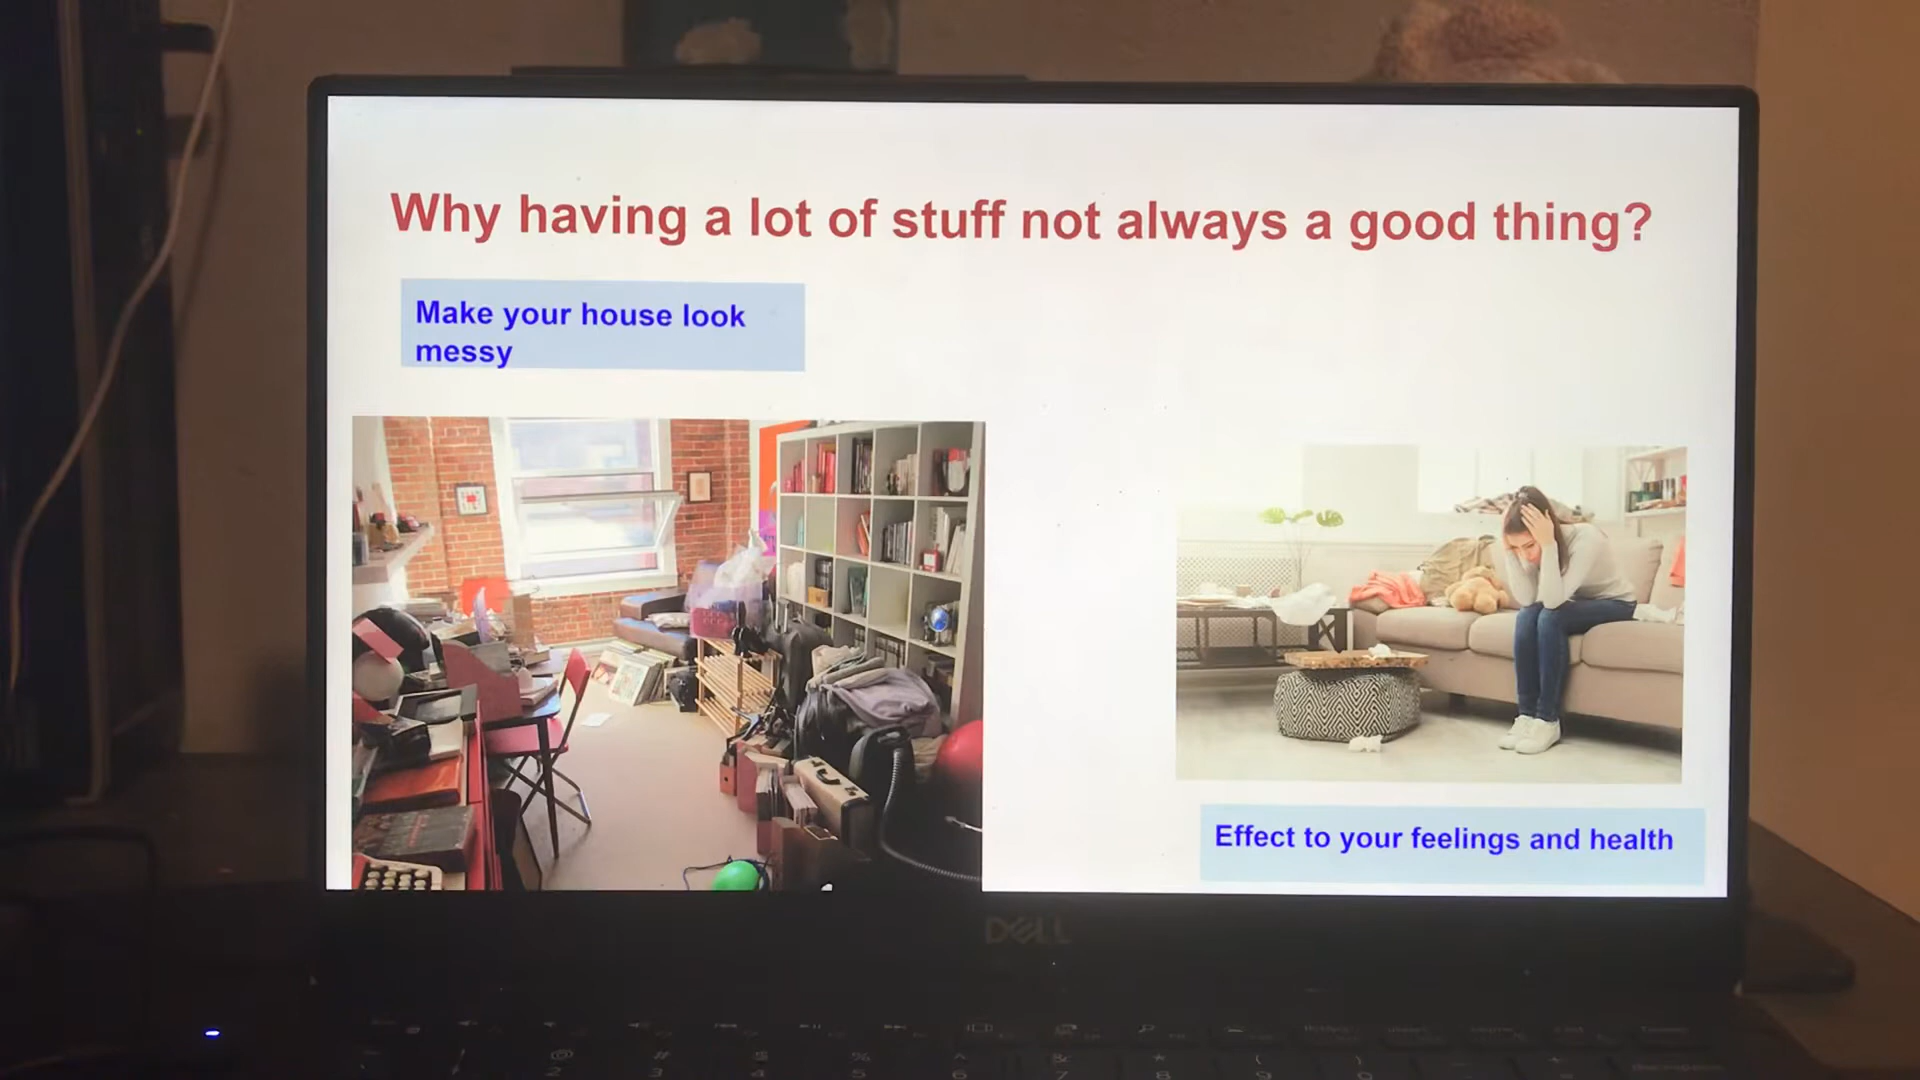 Why having a lot of stuff not always a good thing?
Make your house look
messy
Effect to your feelings and health
DELL